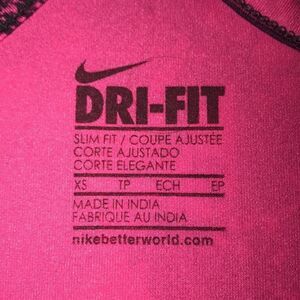 DRI-FIT
SLIM FIT / COUPE AJUSTÉE
CORTE AJUSTADO
CORTE ELEGANTE
XS TP ECH EP
MADE IN INDIA
FABRIQUE AU INDIA
nikebetterworld.com